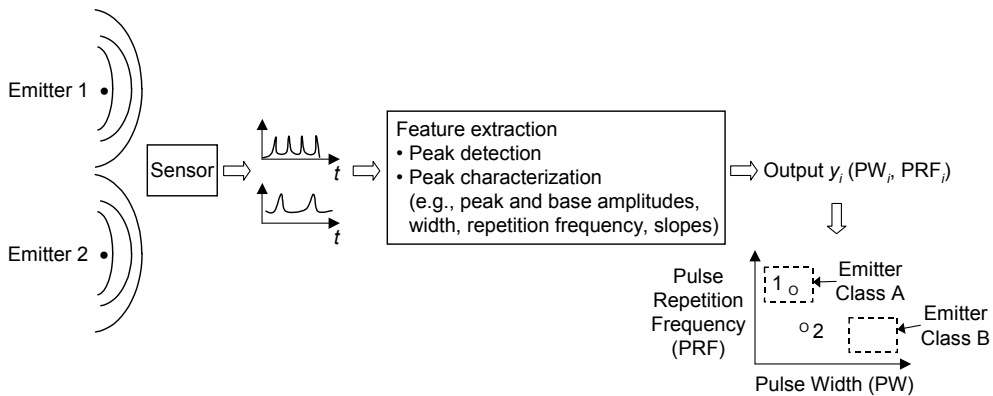 Emitter 1
Emitter 2
Sensor
t
t
Feature extraction
• Peak detection
• Peak characterization
(e.g., peak and base amplitudes,
width, repetition frequency, slopes)
Output yᵢ (PWᵢ, PRFᵢ)
Pulse
Repetition
Frequency
(PRF)
1
2
Emitter
Class A
Emitter
Class B
Pulse Width (PW)